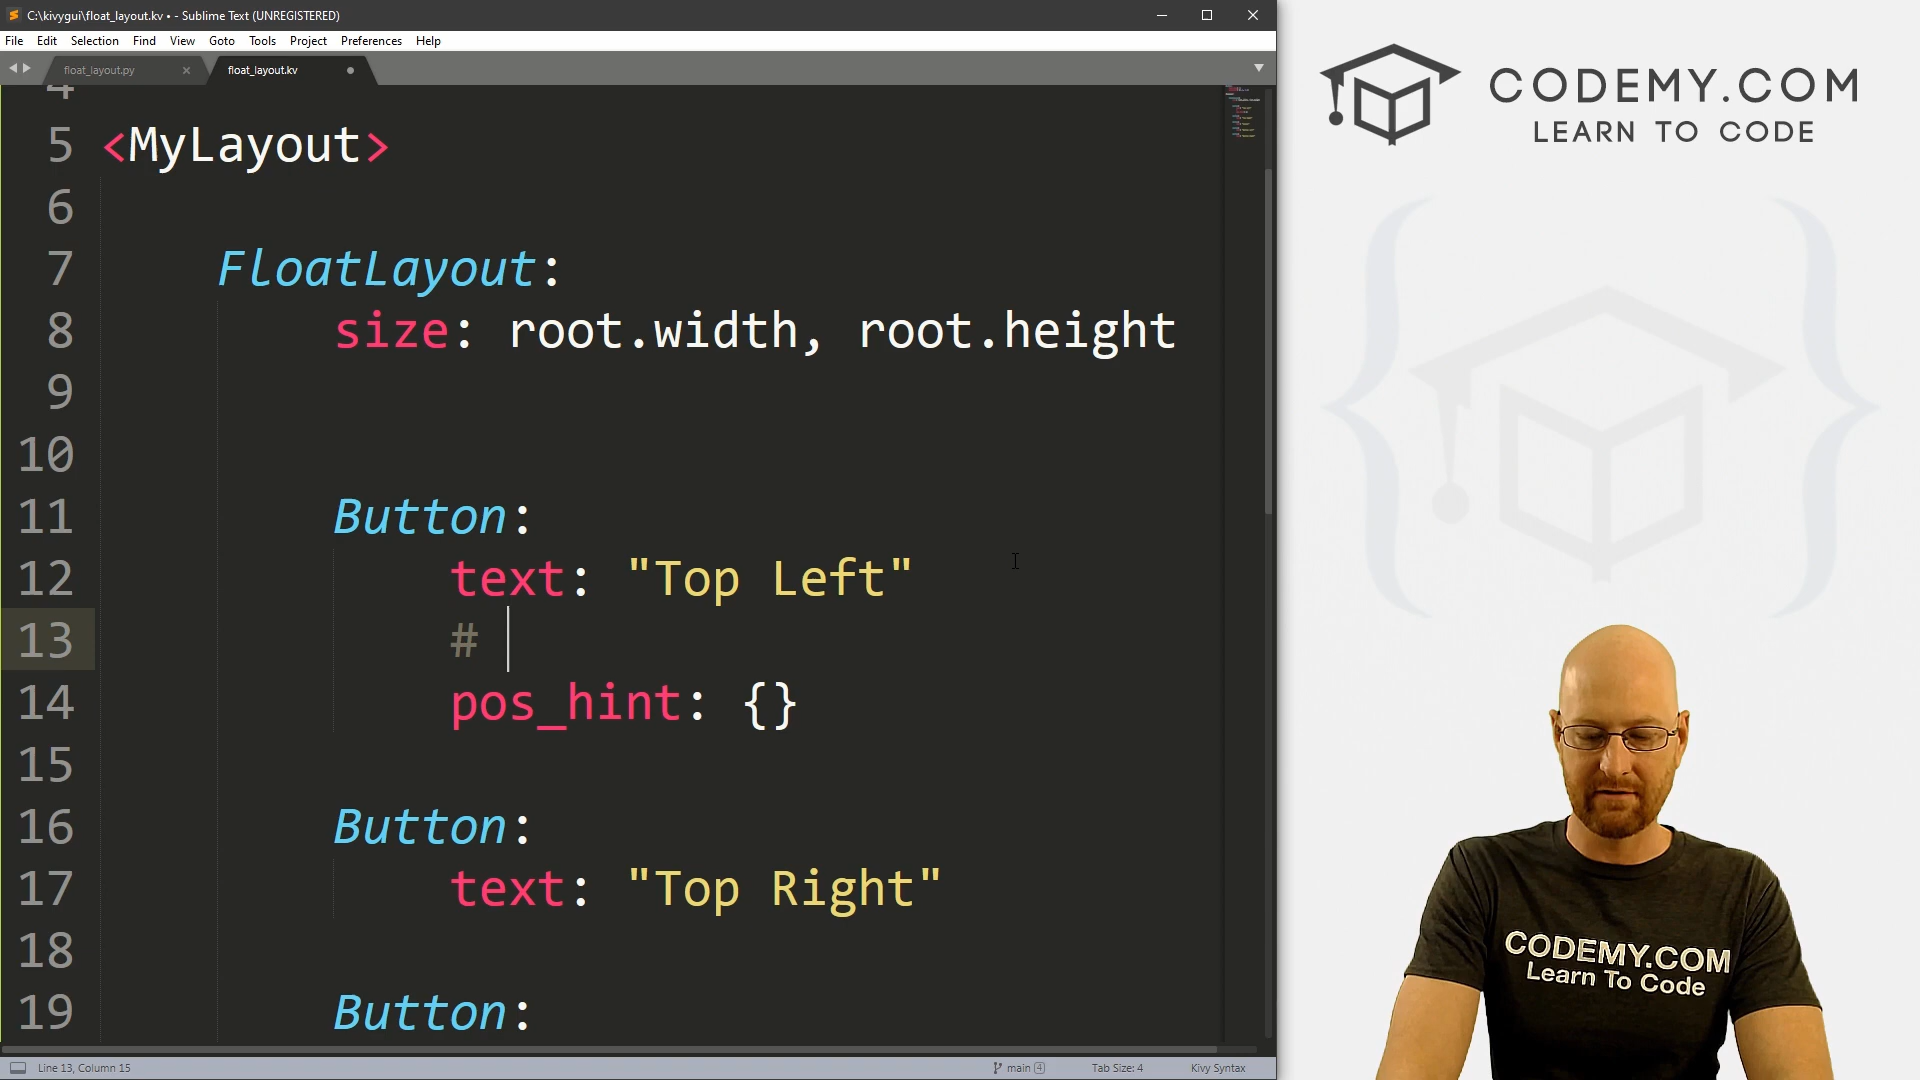 C:\kivygui\float_layout.kv • - Sublime Text (UNREGISTERED)
File Edit Selection Find View Goto Tools Project Preferences Help
float_layout.py
float_layout.kv
4
5 <MyLayout>
6
7 FloatLayout:
8 size: root.width, root.height
9
10
11 Button:
12 text: "Top Left"
13 #
14 pos_hint: {}
15
16 Button:
17 text: "Top Right"
18
19 Button:
Line 13, Column 15
main 4
Tab Size: 4
Kivy Syntax
CODEMY.COM
LEARN TO CODE
CODEMY.COM
Learn To Code